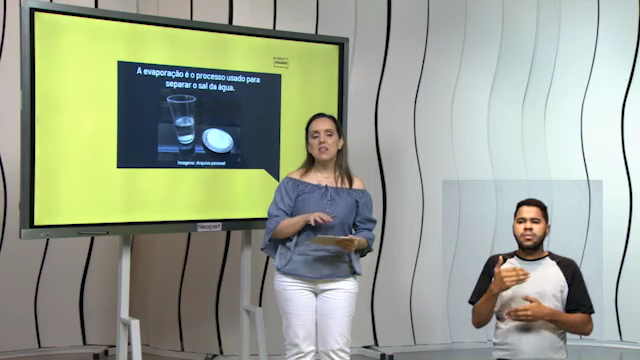 A evaporação é o processo usado para
separar o sal da água.
Imagens: Arquivo pessoal